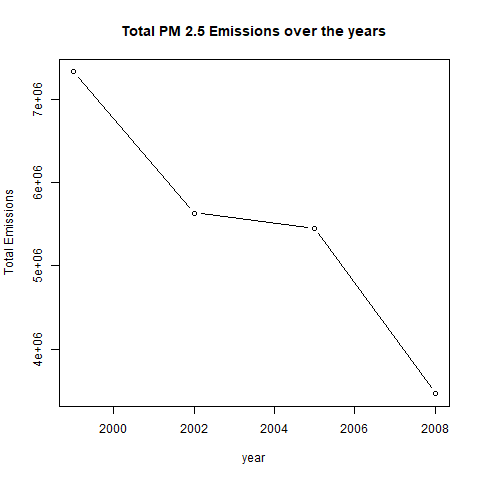 Total PM 2.5 Emissions over the years
Total Emissions
7e+06
6e+06
5e+06
4e+06
2000 2002 2004 2006 2008
year